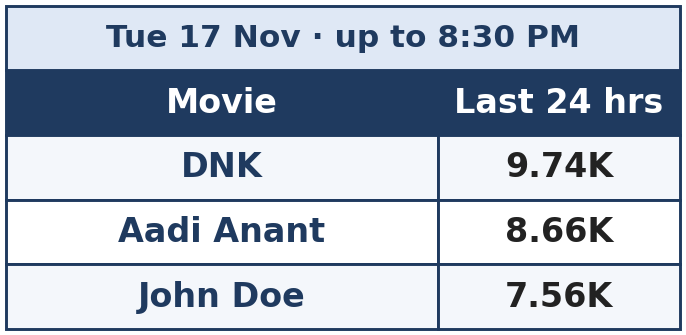 Tue 17 Nov · up to 8:30 PM
Movie Last 24 hrs
DNK 9.74K
Aadi Anant 8.66K
John Doe 7.56K